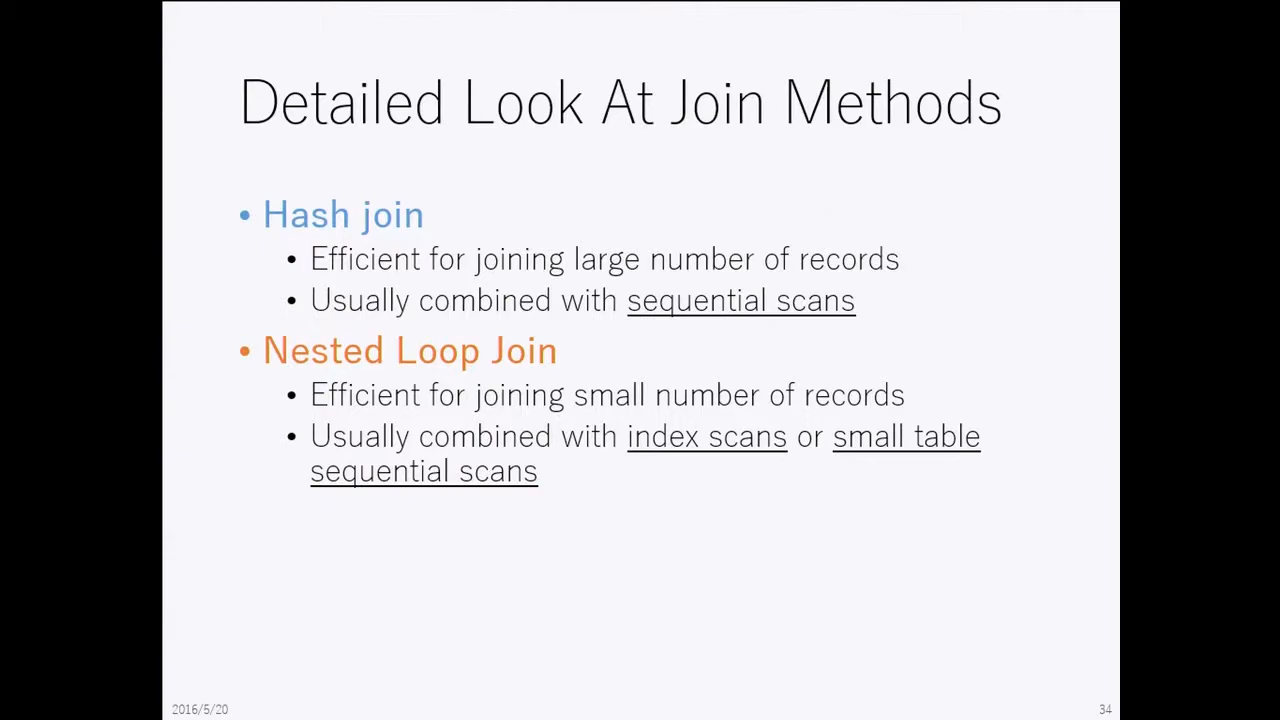 Detailed Look At Join Methods
• Hash join
• Efficient for joining large number of records
• Usually combined with sequential scans
• Nested Loop Join
• Efficient for joining small number of records
• Usually combined with index scans or small table
sequential scans
2016/5/20
34